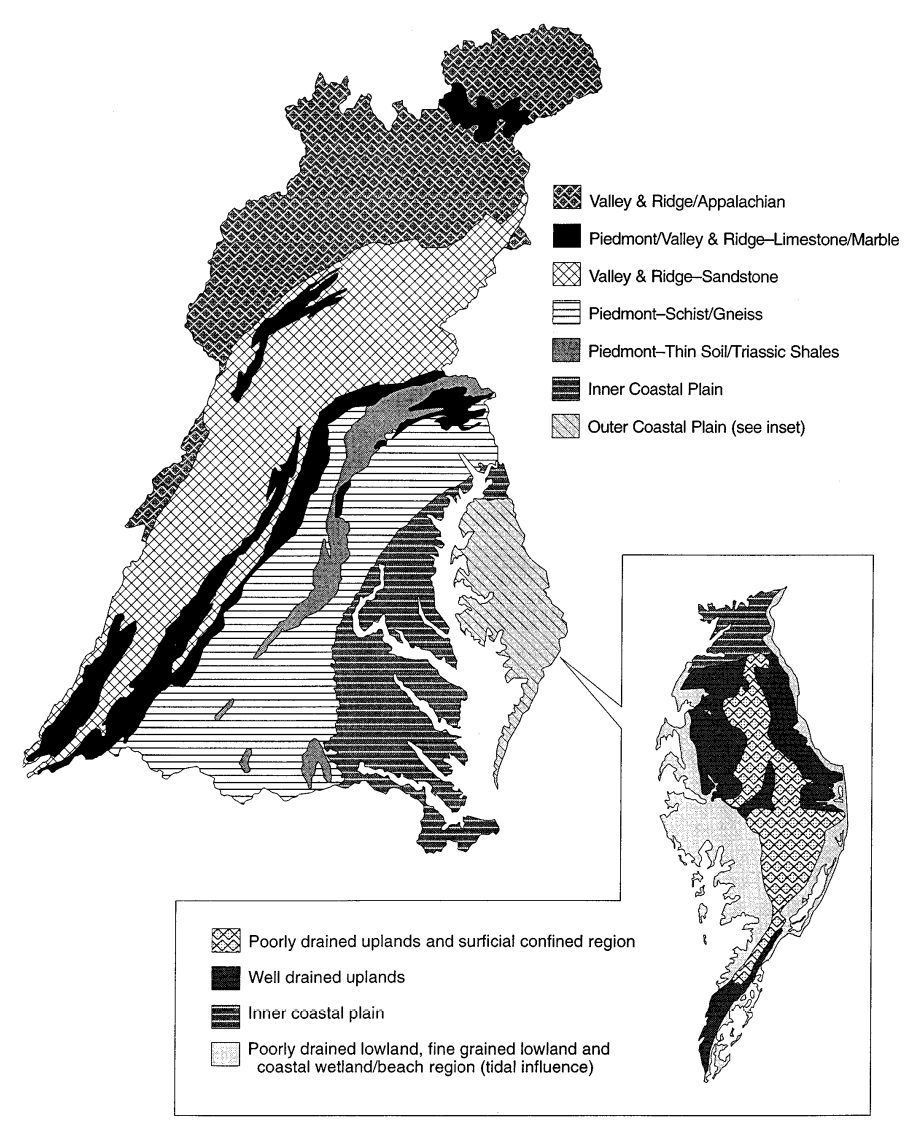 Valley & Ridge/Appalachian
Piedmont/Valley & Ridge–Limestone/Marble
Valley & Ridge–Sandstone
Piedmont–Schist/Gneiss
Piedmont–Thin Soil/Triassic Shales
Inner Coastal Plain
Outer Coastal Plain (see inset)
Poorly drained uplands and surficial confined region
Well drained uplands
Inner coastal plain
Poorly drained lowland, fine grained lowland and
coastal wetland/beach region (tidal influence)